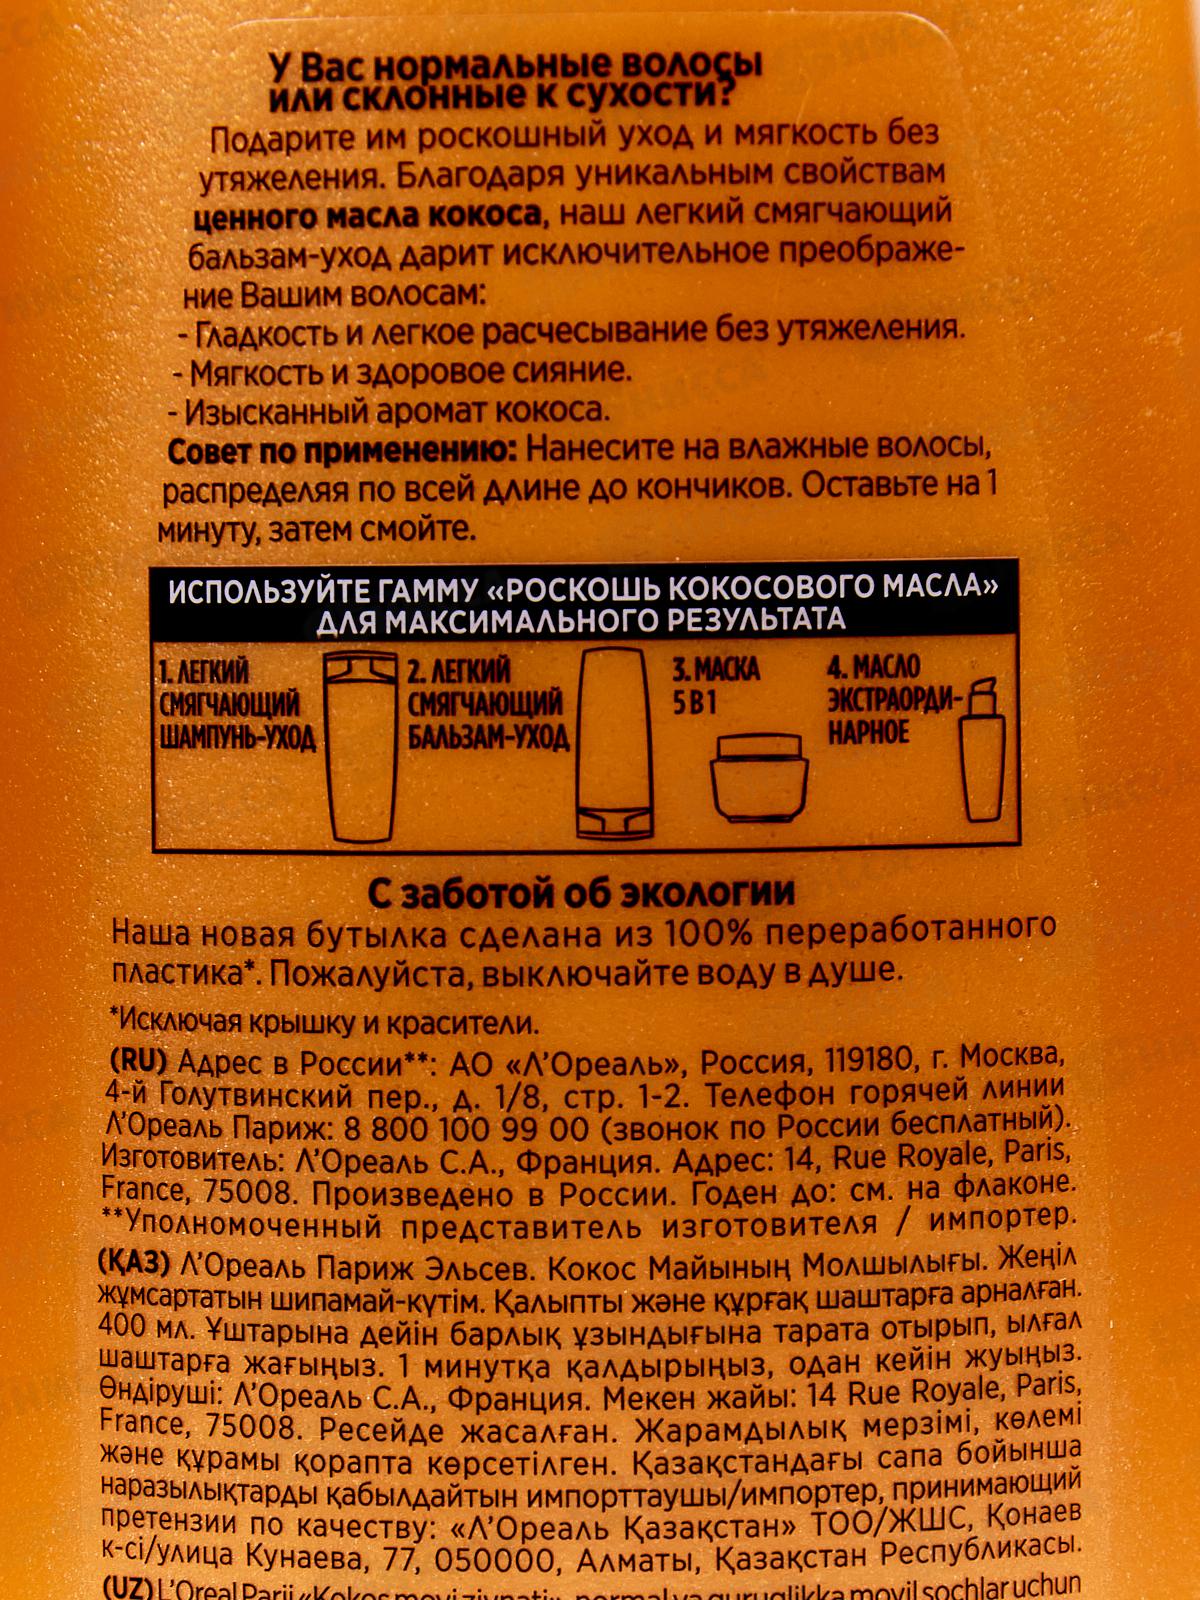 У Вас нормальные волосы
или склонные к сухости?
Подарите им роскошный уход и мягкость без
утяжеления. Благодаря уникальным свойствам
ценного масла кокоса, наш легкий смягчающий
бальзам-уход дарит исключительное преображе-
ние Вашим волосам:
- Гладкость и легкое расчесывание без утяжеления.
- Мягкость и здоровое сияние.
- Изысканный аромат кокоса.
Совет по применению: Нанесите на влажные волосы,
распределяя по всей длине до кончиков. Оставьте на 1
минуту, затем смойте.
ИСПОЛЬЗУЙТЕ ГАММУ «РОСКОШЬ КОКОСОВОГО МАСЛА»
ДЛЯ МАКСИМАЛЬНОГО РЕЗУЛЬТАТА
1. ЛЕГКИЙ
СМЯГЧАЮЩИЙ
ШАМПУНЬ-УХОД
2. ЛЕГКИЙ
СМЯГЧАЮЩИЙ
БАЛЬЗАМ-УХОД
3. МАСКА
5 В 1
4. МАСЛО
ЭКСТРАОРДИ-
НАРНОЕ
С заботой об экологии
Наша новая бутылка сделана из 100% переработанного
пластика*. Пожалуйста, выключайте воду в душе.
*Исключая крышку и красители.
(RU) Адрес в России**: АО «Л'Ореаль», Россия, 119180, г. Москва,
4-й Голутвинский пер., д. 1/8, стр. 1-2. Телефон горячей линии
Л'Ореаль Париж: 8 800 100 99 00 (звонок по России бесплатный).
Изготовитель: Л'Ореаль С.А., Франция. Адрес: 14, Rue Royale, Paris,
France, 75008. Произведено в России. Годен до: см. на флаконе.
**Уполномоченный представитель изготовителя / импортер.
(ҚАЗ) Л'Ореаль Париж Эльсев. Кокос Майының Молшылығы. Жеңіл
жұмсартатын шипамай-күтім. Қалыпты және құрғақ шаштарға арналған.
400 мл. Ұштарына дейін барлық ұзындығына тарата отырып, ылғал
шаштарға жағыңыз. 1 минутқа қалдырыңыз, одан кейін жуыңыз.
Өндіруші: Л'Ореаль С.А., Франция. Мекен жайы: 14 Rue Royale, Paris,
France, 75008. Ресейде жасалған. Жарамдылық мерзімі, көлемі
және құрамы қорапта көрсетілген. Қазақстандағы сапа бойынша
наразылықтарды қабылдайтын импорттаушы/импортер, принимающий
претензии по качеству: «Л'Ореаль Қазақстан» ТОО/ЖШС, Қонаев
к-сі/улица Кунаева, 77, 050000, Алматы, Қазақстан Республикасы.
(UZ) L'Oreal Parij «Kokos moyi ziynati» normal va quruqlikka moyil sochlar uchun